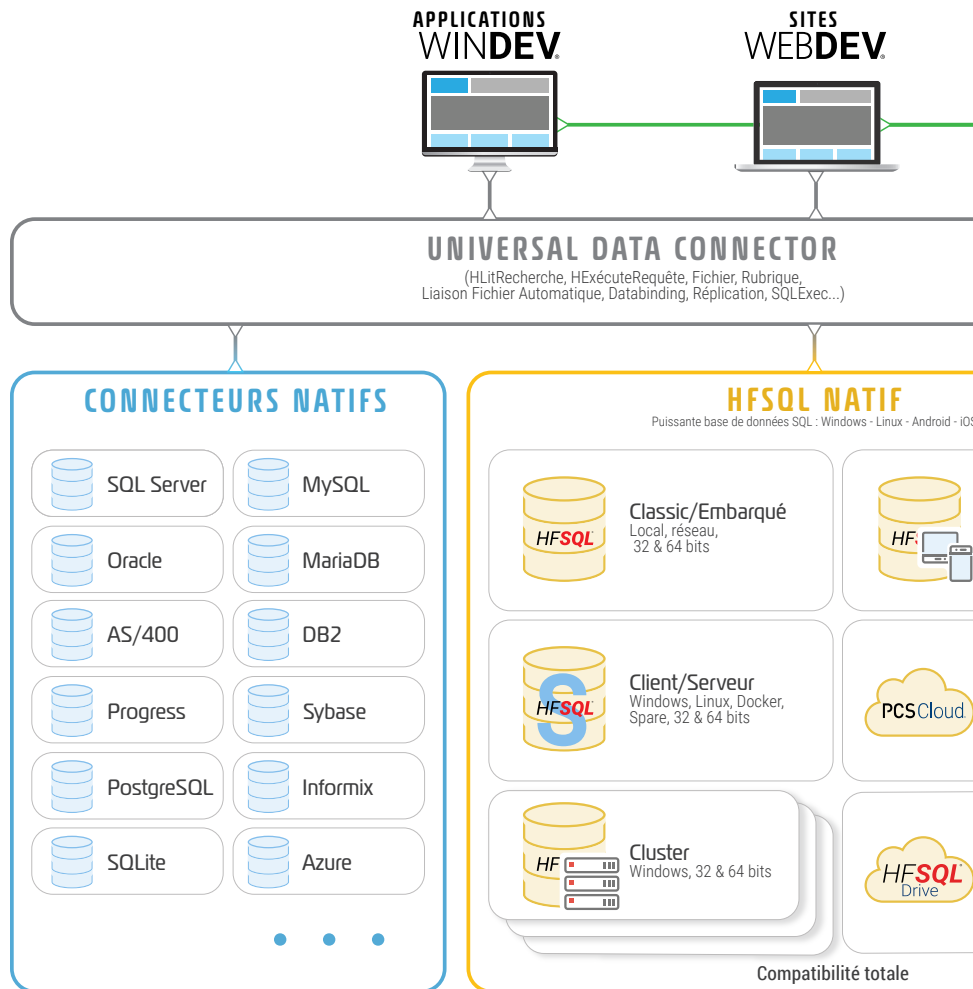 APPLICATIONS
WINDEV®
SITES
WEBDEV®
UNIVERSAL DATA CONNECTOR
(HLitRecherche, HExécuteRequête, Fichier, Rubrique,
Liaison Fichier Automatique, Databinding, Réplication, SQLExec...)
CONNECTEURS NATIFS
SQL Server
MySQL
Oracle
MariaDB
AS/400
DB2
Progress
Sybase
PostgreSQL
Informix
SQLite
Azure
HFSQL NATIF
Puissante base de données SQL : Windows - Linux - Android - iOS
HFSQL
Classic/Embarqué
Local, réseau,
32 & 64 bits
HFS
HFSQL
S
Client/Serveur
Windows, Linux, Docker,
Spare, 32 & 64 bits
PCSCloud
HF
Cluster
Windows, 32 & 64 bits
HFSQL
Drive
Compatibilité totale